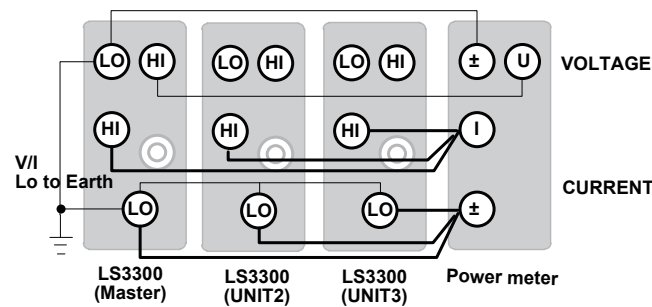 LO HI LO HI LO HI ± U VOLTAGE
HI HI HI I
V/I
Lo to Earth
CURRENT
LO LO LO ±
LS3300
(Master)
LS3300
(UNIT2)
LS3300
(UNIT3)
Power meter